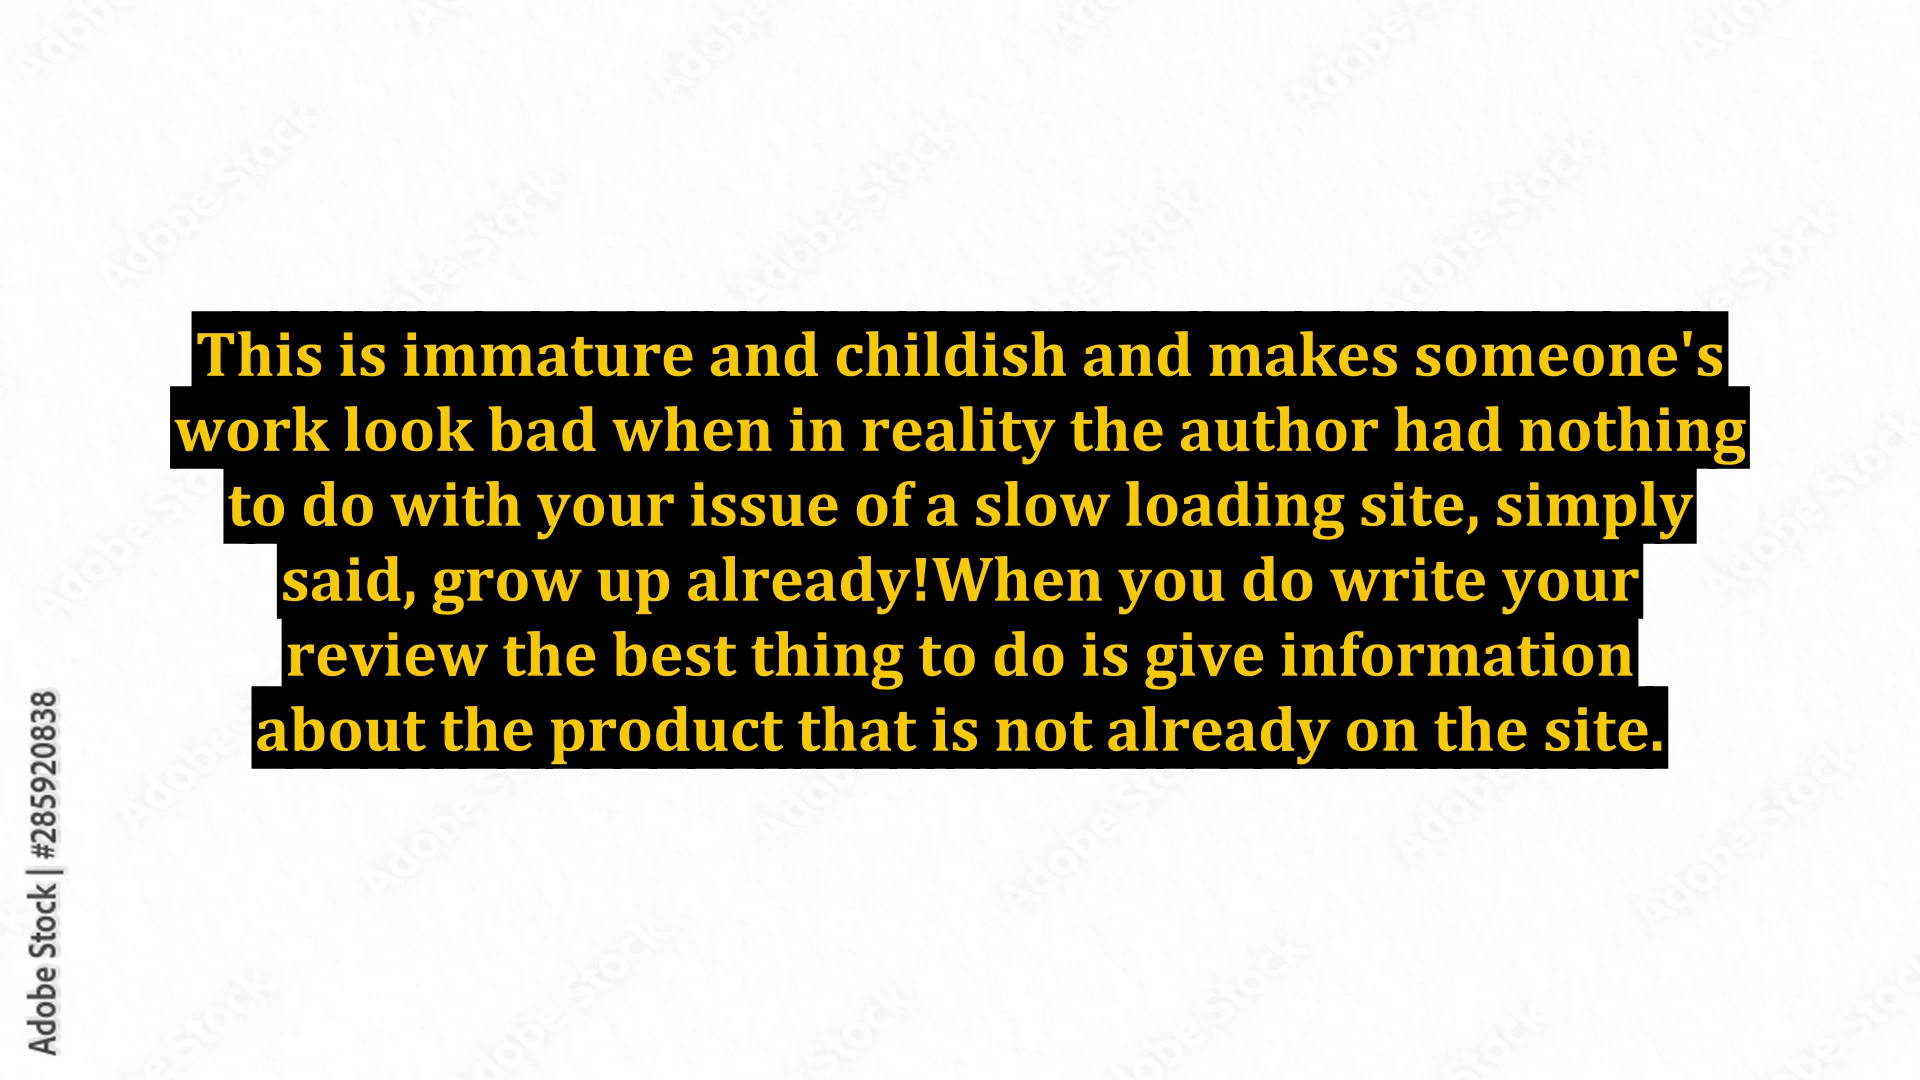 This is immature and childish and makes someone's
work look bad when in reality the author had nothing
to do with your issue of a slow loading site, simply
said, grow up already!When you do write your
review the best thing to do is give information
about the product that is not already on the site.
Adobe Stock | #285920838